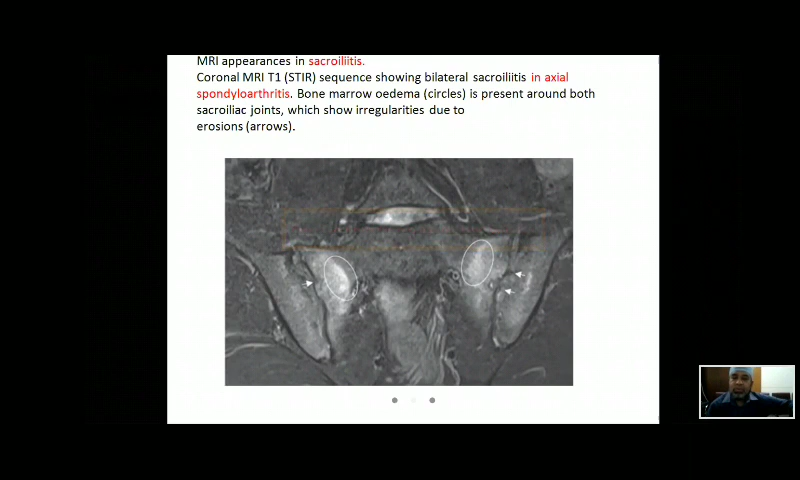 MRI appearances in sacroiliitis.
Coronal MRI T1 (STIR) sequence showing bilateral sacroiliitis in axial
spondyloarthritis. Bone marrow oedema (circles) is present around both
sacroiliac joints, which show irregularities due to
erosions (arrows).